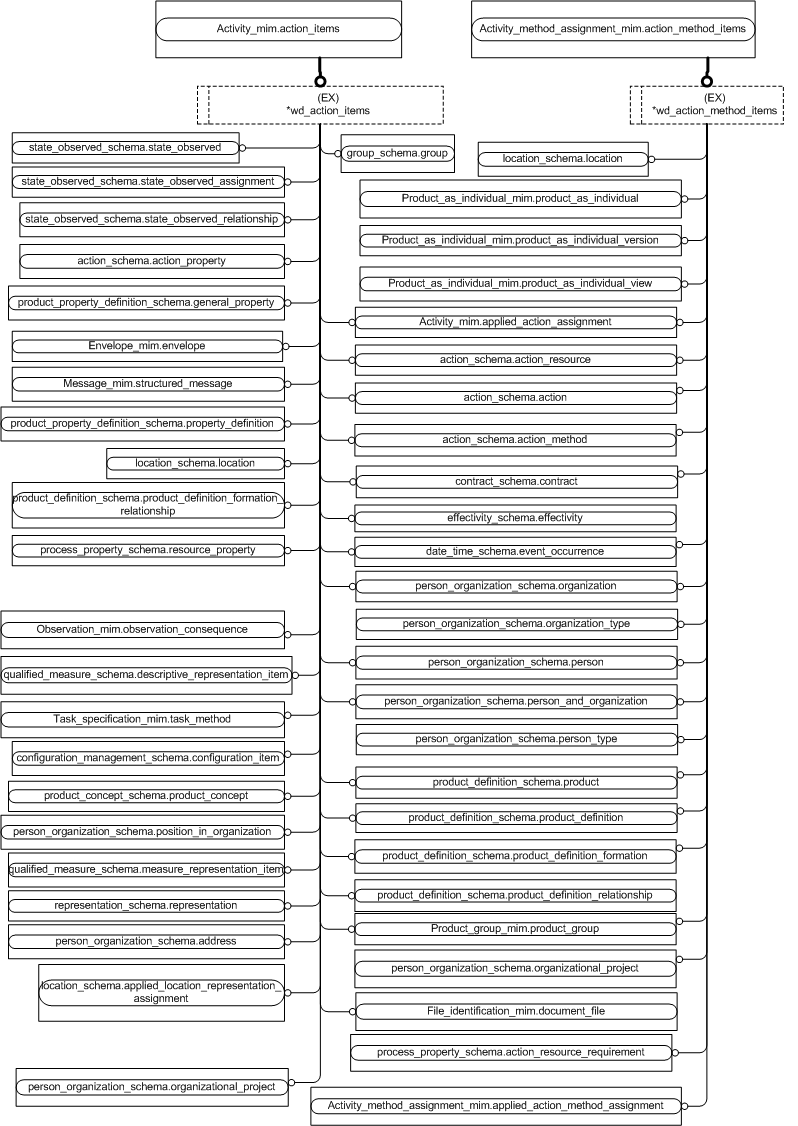 Activity_mim.action_items
Activity_method_assignment_mim.action_method_items
(EX)
*wd_action_items
(EX)
*wd_action_method_items
state_observed_schema.state_observed
group_schema.group
location_schema.location
state_observed_schema.state_observed_assignment
Product_as_individual_mim.product_as_individual
state_observed_schema.state_observed_relationship
Product_as_individual_mim.product_as_individual_version
action_schema.action_property
Product_as_individual_mim.product_as_individual_view
product_property_definition_schema.general_property
Activity_mim.applied_action_assignment
Envelope_mim.envelope
action_schema.action_resource
Message_mim.structured_message
action_schema.action
product_property_definition_schema.property_definition
action_schema.action_method
location_schema.location
contract_schema.contract
product_definition_schema.product_definition_formation_
relationship
effectivity_schema.effectivity
process_property_schema.resource_property
date_time_schema.event_occurrence
person_organization_schema.organization
Observation_mim.observation_consequence
person_organization_schema.organization_type
qualified_measure_schema.descriptive_representation_item
person_organization_schema.person
Task_specification_mim.task_method
person_organization_schema.person_and_organization
configuration_management_schema.configuration_item
person_organization_schema.person_type
product_concept_schema.product_concept
product_definition_schema.product
person_organization_schema.position_in_organization
product_definition_schema.product_definition
qualified_measure_schema.measure_representation_item
product_definition_schema.product_definition_formation
representation_schema.representation
product_definition_schema.product_definition_relationship
person_organization_schema.address
Product_group_mim.product_group
location_schema.applied_location_representation_
assignment
person_organization_schema.organizational_project
File_identification_mim.document_file
process_property_schema.action_resource_requirement
person_organization_schema.organizational_project
Activity_method_assignment_mim.applied_action_method_assignment